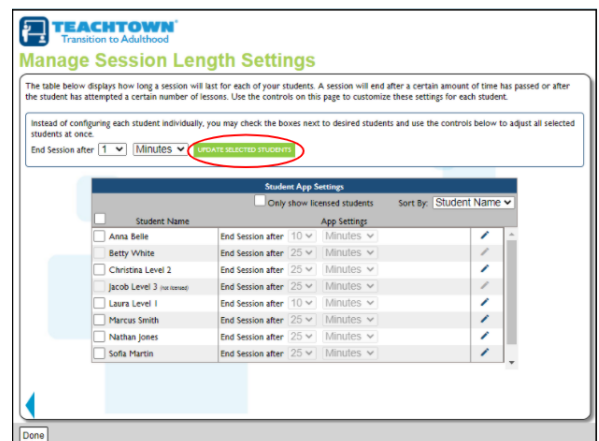 TEACHTOWN
Transition to Adulthood
Manage Session Length Settings
The table below displays how long a session will last for each of your students. A session will end after a certain amount of time has passed or after
the student has attempted a certain number of lessons. Use the controls on this page to customize these settings for each student.
Instead of configuring each student individually, you may check the boxes next to desired students and use the controls below to adjust all selected
students at once.
End Session after 1 Minutes UPDATE SELECTED STUDENTS
Student App Settings
Only show licensed students Sort By: Student Name
Student Name App Settings
Anna Belle End Session after 10 Minutes
Betty White End Session after 25 Minutes
Christina Level 2 End Session after 25 Minutes
Jacob Level 3 (not licensed) End Session after 25 Minutes
Laura Level 1 End Session after 10 Minutes
Marcus Smith End Session after 25 Minutes
Nathan Jones End Session after 25 Minutes
Sofia Martin End Session after 25 Minutes
Done